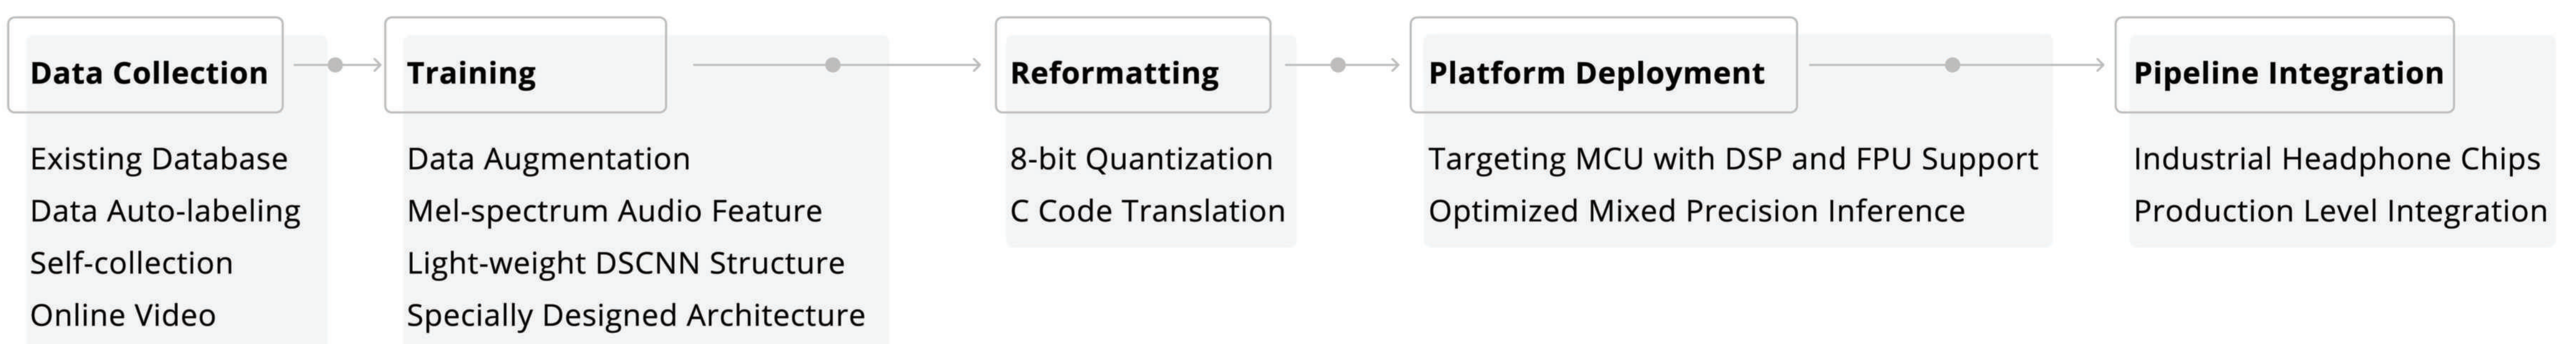 Data Collection
Existing Database
Data Auto-labeling
Self-collection
Online Video
Training
Data Augmentation
Mel-spectrum Audio Feature
Light-weight DSCNN Structure
Specially Designed Architecture
Reformatting
8-bit Quantization
C Code Translation
Platform Deployment
Targeting MCU with DSP and FPU Support
Optimized Mixed Precision Inference
Pipeline Integration
Industrial Headphone Chips
Production Level Integration